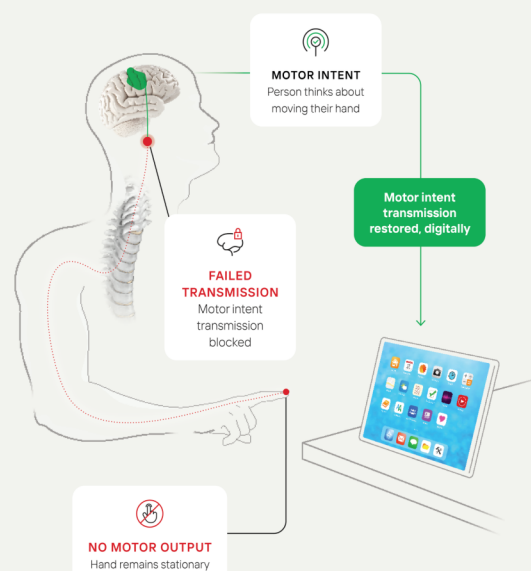 MOTOR INTENT
Person thinks about
moving their hand
Motor intent
transmission
restored, digitally
FAILED
TRANSMISSION
Motor intent
transmission
blocked
NO MOTOR OUTPUT
Hand remains stationary